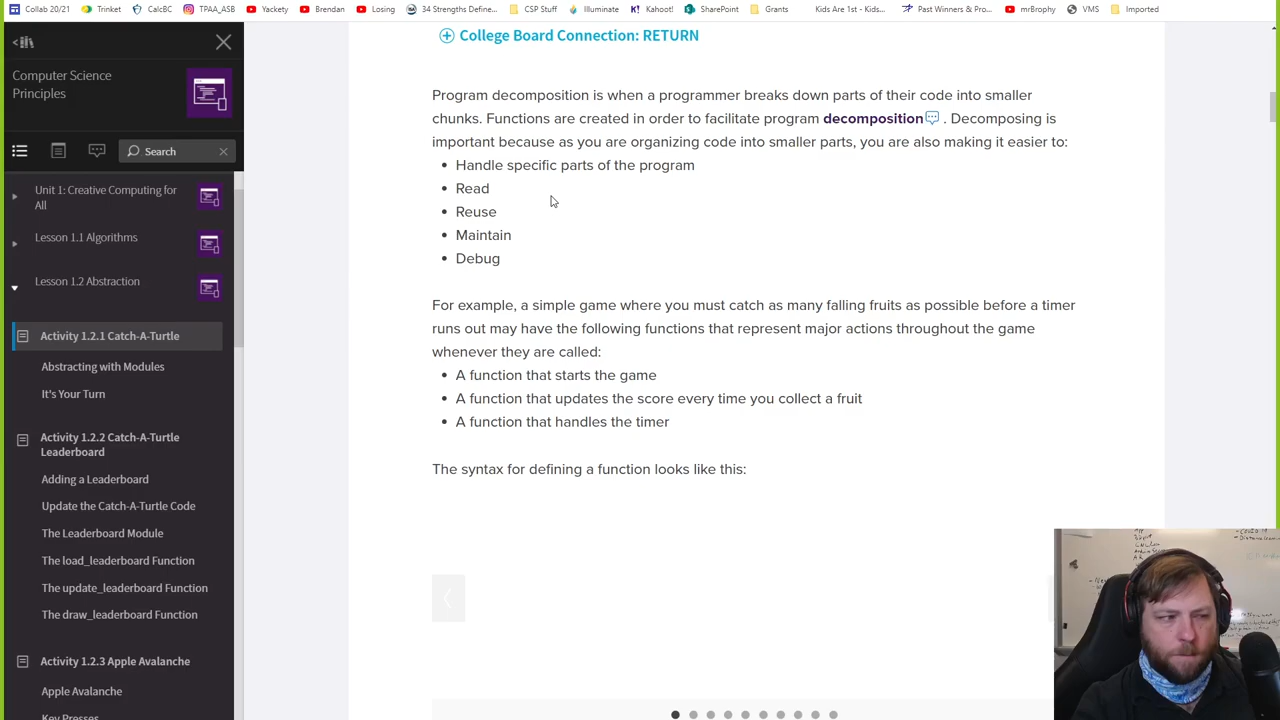 Collab 20/21 Trinket CalcBC TPAA_ASB Yackety Brendan Losing 34 Strengths Define... CSP Stuff Illuminate Kahoot! SharePoint Grants Kids Are 1st - Kids... Past Winners & Pro... mrBrophy VMS Imported
Computer Science
Principles
Search
Unit 1: Creative Computing for
All
Lesson 1.1 Algorithms
Lesson 1.2 Abstraction
Activity 1.2.1 Catch-A-Turtle
Abstracting with Modules
It's Your Turn
Activity 1.2.2 Catch-A-Turtle
Leaderboard
Adding a Leaderboard
Update the Catch-A-Turtle Code
The Leaderboard Module
The load_leaderboard Function
The update_leaderboard Function
The draw_leaderboard Function
Activity 1.2.3 Apple Avalanche
Apple Avalanche
Key Presses
College Board Connection: RETURN
Program decomposition is when a programmer breaks down parts of their code into smaller
chunks. Functions are created in order to facilitate program decomposition . Decomposing is
important because as you are organizing code into smaller parts, you are also making it easier to:
• Handle specific parts of the program
• Read
• Reuse
• Maintain
• Debug
For example, a simple game where you must catch as many falling fruits as possible before a timer
runs out may have the following functions that represent major actions throughout the game
whenever they are called:
• A function that starts the game
• A function that updates the score every time you collect a fruit
• A function that handles the timer
The syntax for defining a function looks like this: